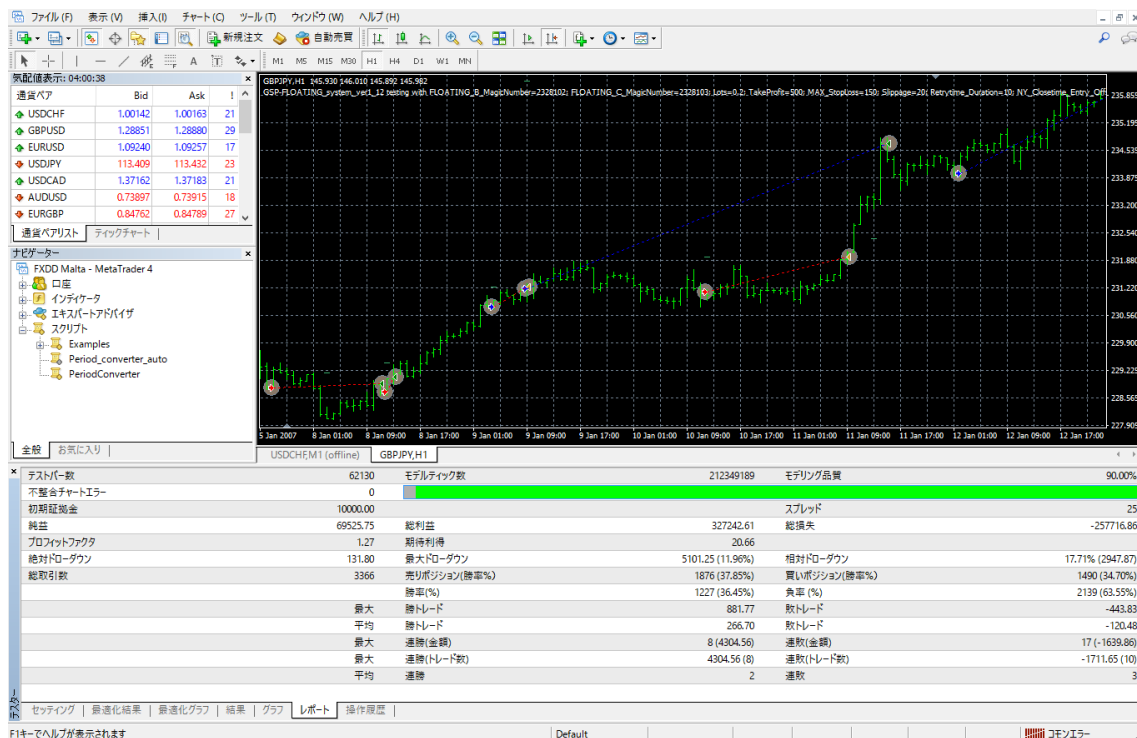 ファイル (F) 表示 (V) 挿入(I) チャート (C) ツール (T) ウィンドウ (W) ヘルプ (H)
新規注文 自動売買
A T M1 M5 M15 M30 H1 H4 D1 W1 MN
気配値表示: 04:00:38
通貨ペア Bid Ask !
USDCHF 1.00142 1.00163 21
GBPUSD 1.28851 1.28880 29
EURUSD 1.09240 1.09257 17
USDJPY 113.409 113.432 23
USDCAD 1.37162 1.37183 21
AUDUSD 0.73897 0.73915 18
EURGBP 0.84762 0.84789 27
通貨ペアリスト ティックチャート
ナビゲーター
FXDD Malta - MetaTrader 4
口座
インディケータ
エキスパートアドバイザ
スクリプト
Examples
Period_converter_auto
PeriodConverter
全般 お気に入り
GBPJPY,H1 145.930 146.010 145.892 145.982
GSP-FLOATING_system_ver1_12 testing with FLOATING_B_MagicNumber=2328102; FLOATING_C_MagicNumber=2328103; Lots=0.2; TakeProfit=500; MAX_StopLoss=150; Slippage=20; Retrytime_Duration=10; NY_Closetime_Entry_Off
235.855
235.195
234.539
233.875
233.200
232.540
231.880
231.220
230.560
229.900
229.225
228.565
227.905
5 Jan 2007 8 Jan 01:00 8 Jan 09:00 8 Jan 17:00 9 Jan 01:00 9 Jan 09:00 9 Jan 17:00 10 Jan 01:00 10 Jan 09:00 10 Jan 17:00 11 Jan 01:00 11 Jan 09:00 11 Jan 17:00 12 Jan 01:00 12 Jan 09:00 12 Jan 17:00
USDCHF,M1 (offline) GBPJPY,H1
テストバー数 62130 モデルティック数 212349189 モデリング品質 90.00%
不整合チャートエラー 0
初期証拠金 10000.00 スプレッド 25
純益 69525.75 総利益 327242.61 総損失 -257716.86
プロフィットファクタ 1.27 期待利得 20.66
絶対ドローダウン 131.80 最大ドローダウン 5101.25 (11.96%) 相対ドローダウン 17.71% (2947.87)
総取引数 3366 売りポジション(勝率%) 1876 (37.85%) 買いポジション(勝率%) 1490 (34.70%)
勝率(%) 1227 (36.45%) 負率 (%) 2139 (63.55%)
最大 勝トレード 881.77 敗トレード -443.83
平均 勝トレード 266.70 敗トレード -120.48
最大 連勝(金額) 8 (4304.56) 連敗(金額) 17 (-1639.86)
最大 連勝(トレード数) 4304.56 (8) 連敗(トレード数) -1711.65 (10)
平均 連勝 2 連敗 3
テスター
セッティング 最適化結果 最適化グラフ 結果 グラフ レポート 操作履歴
F1キーでヘルプが表示されます Default コモンエラー